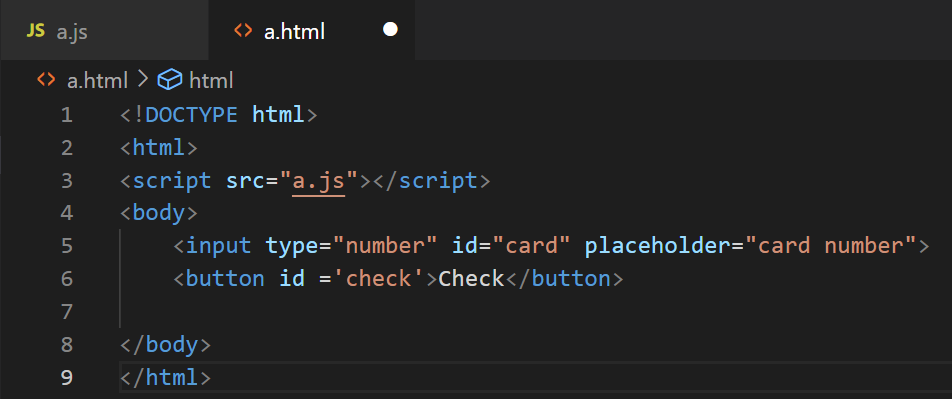 JS a.js <> a.html ●
<> a.html > html
1 <!DOCTYPE html>
2 <html>
3 <script src="a.js"></script>
4 <body>
5     <input type="number" id="card" placeholder="card number">
6     <button id ='check'>Check</button>
7
8 </body>
9 </html>